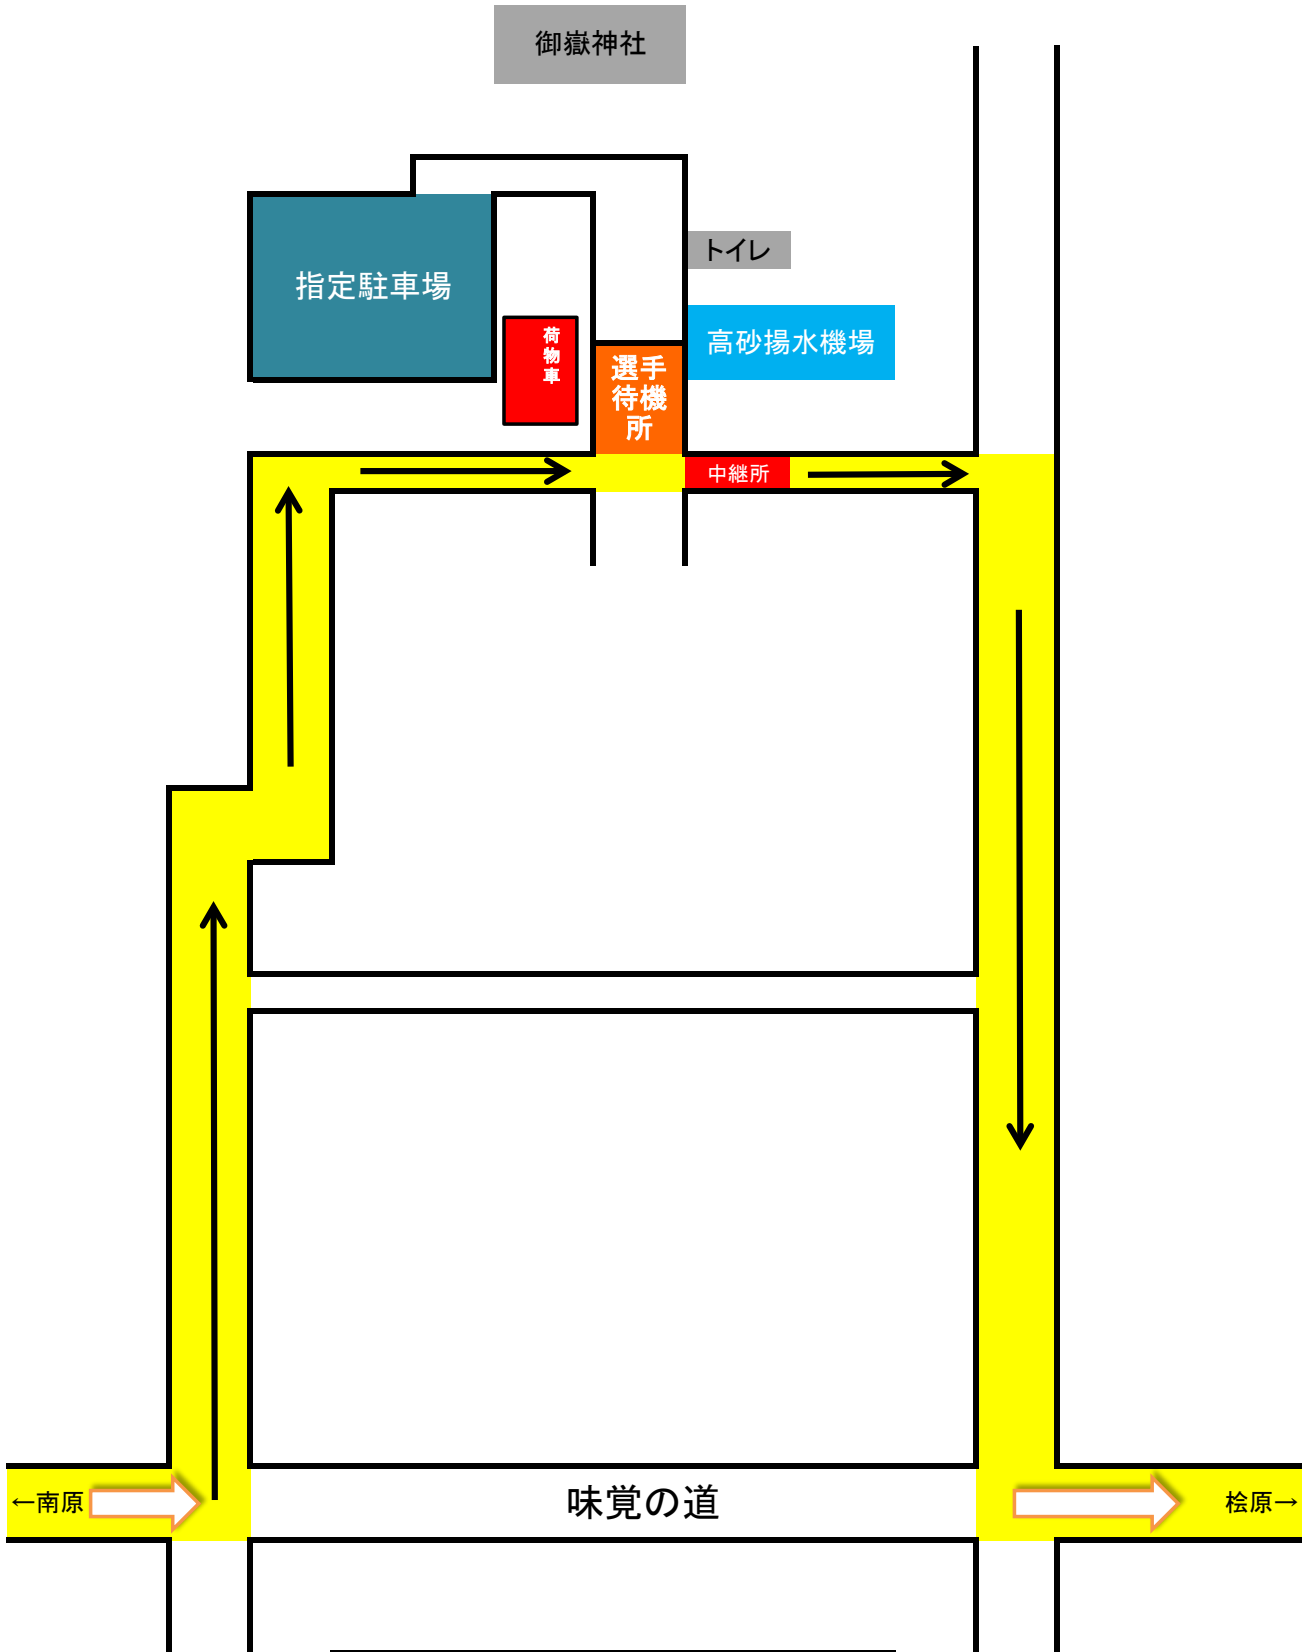 御嶽神社
トイレ
指定駐車場
荷
物
車
高砂揚水機場
選手
待機
所
中継所
←南原
味覚の道
桧原→